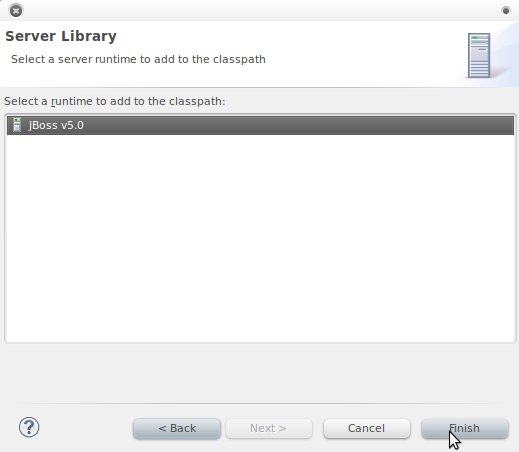 Server Library
Select a server runtime to add to the classpath
Select a runtime to add to the classpath:
JBoss v5.0
?
< Back
Next >
Cancel
Finish